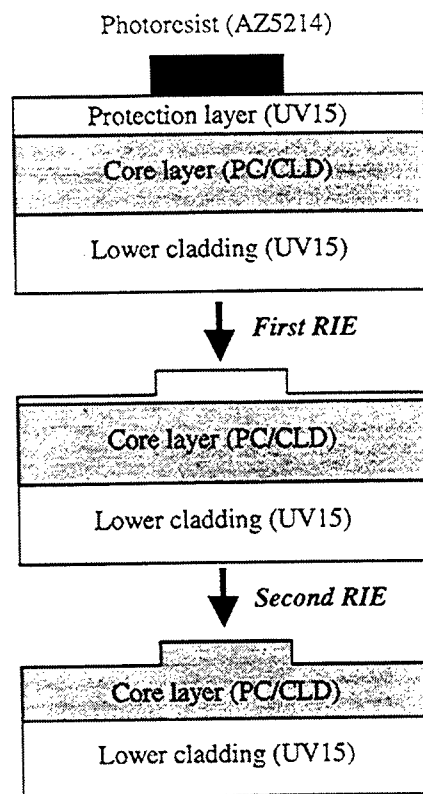 Photoresist (AZ5214)
Protection layer (UV15)
Core layer (PC/CLD)
Lower cladding (UV15)
First RIE
Core layer (PC/CLD)
Lower cladding (UV15)
Second RIE
Core layer (PC/CLD)
Lower cladding (UV15)